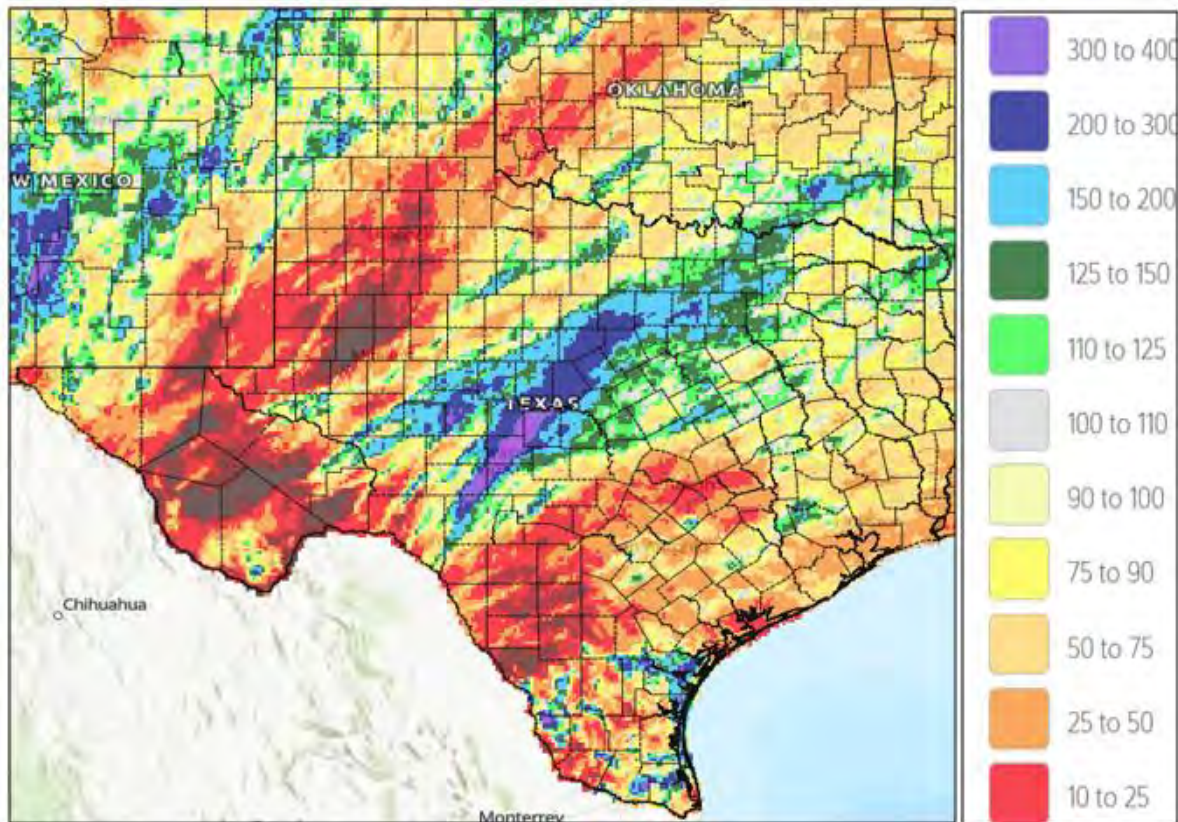 OKLAHOMA
W MEXICO
TEXAS
Chihuahua
Monterrey
300 to 400
200 to 300
150 to 200
125 to 150
110 to 125
100 to 110
90 to 100
75 to 90
50 to 75
25 to 50
10 to 25